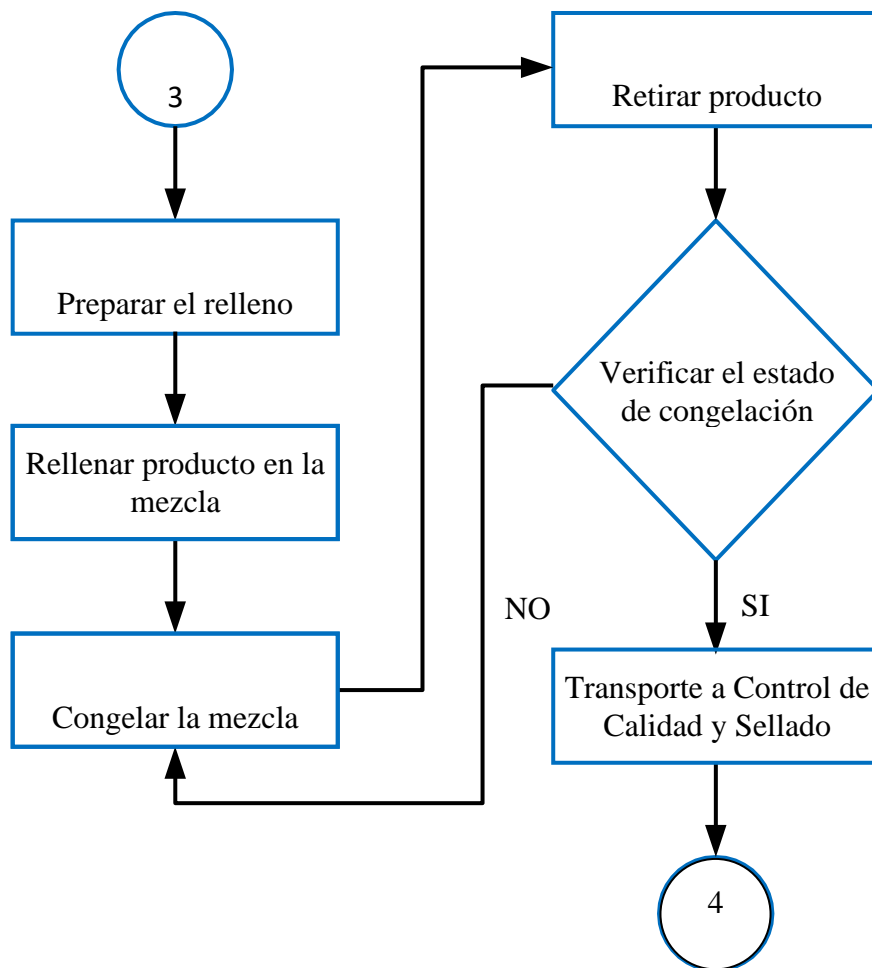 3
Preparar el relleno
Rellenar producto en la
mezcla
Congelar la mezcla
Retirar producto
Verificar el estado
de congelación
NO
SI
Transporte a Control de
Calidad y Sellado
4